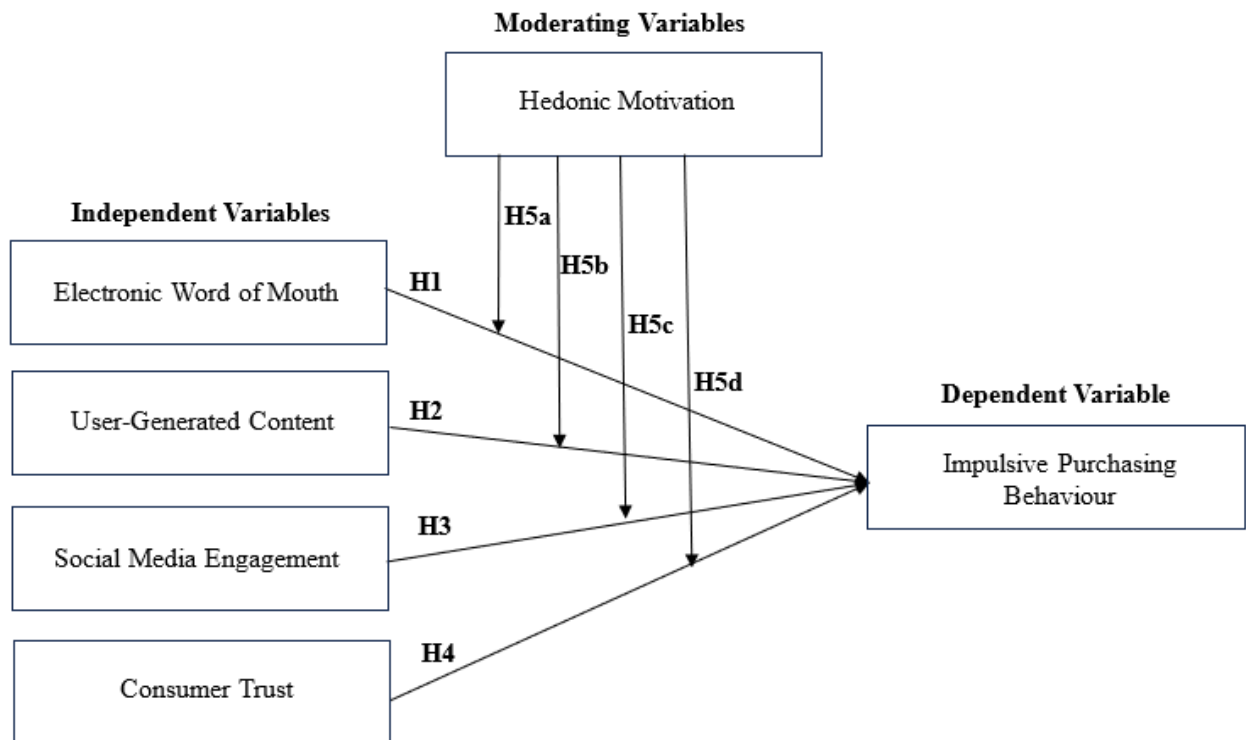 Moderating Variables
Hedonic Motivation
Independent Variables
H5a
Electronic Word of Mouth
H1
H5b
H5c
User-Generated Content
H2
H5d
Dependent Variable
Impulsive Purchasing
Behaviour
Social Media Engagement
H3
Consumer Trust
H4